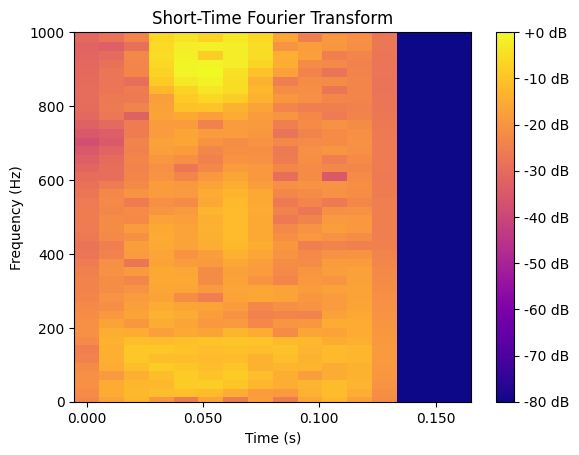 Short-Time Fourier Transform
1000
800
600
400
200
0
Frequency (Hz)
0.000
0.050
0.100
0.150
Time (s)
+0 dB
-10 dB
-20 dB
-30 dB
-40 dB
-50 dB
-60 dB
-70 dB
-80 dB